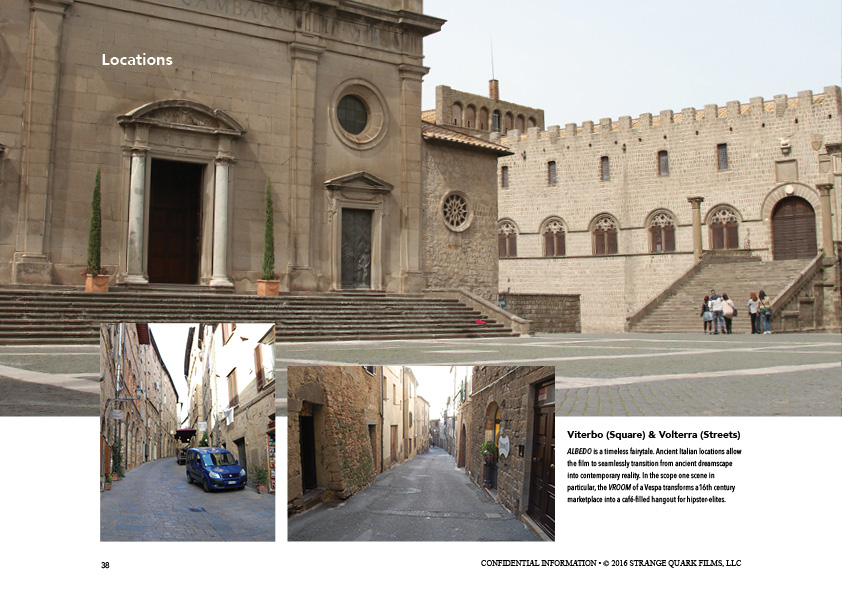 GAMBARA
Locations
Viterbo (Square) & Volterra (Streets)
ALBEDO is a timeless fairytale. Ancient Italian locations allow
the film to seamlessly transition from ancient dreamscape
into contemporary reality. In the scope one scene in
particular, the VROOM of a Vespa transforms a16th century
marketplace into a café-filled hangout for hipster-elites.
38
CONFIDENTIAL INFORMATION • © 2016 STRANGE QUARK FILMS, LLC